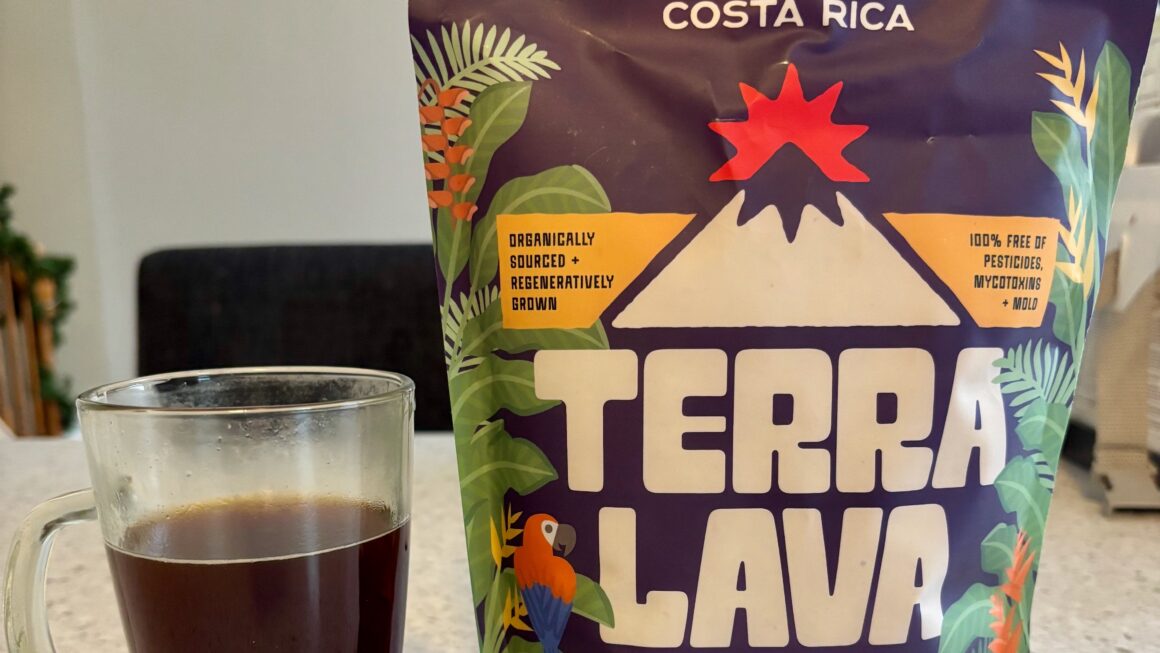 COSTA RICA
ORGANICALLY
SOURCED +
REGENERATIVELY
GROWN
100% FREE OF
PESTICIDES,
MYCOTOXINS
+ MOLD
TERRA
LAVA